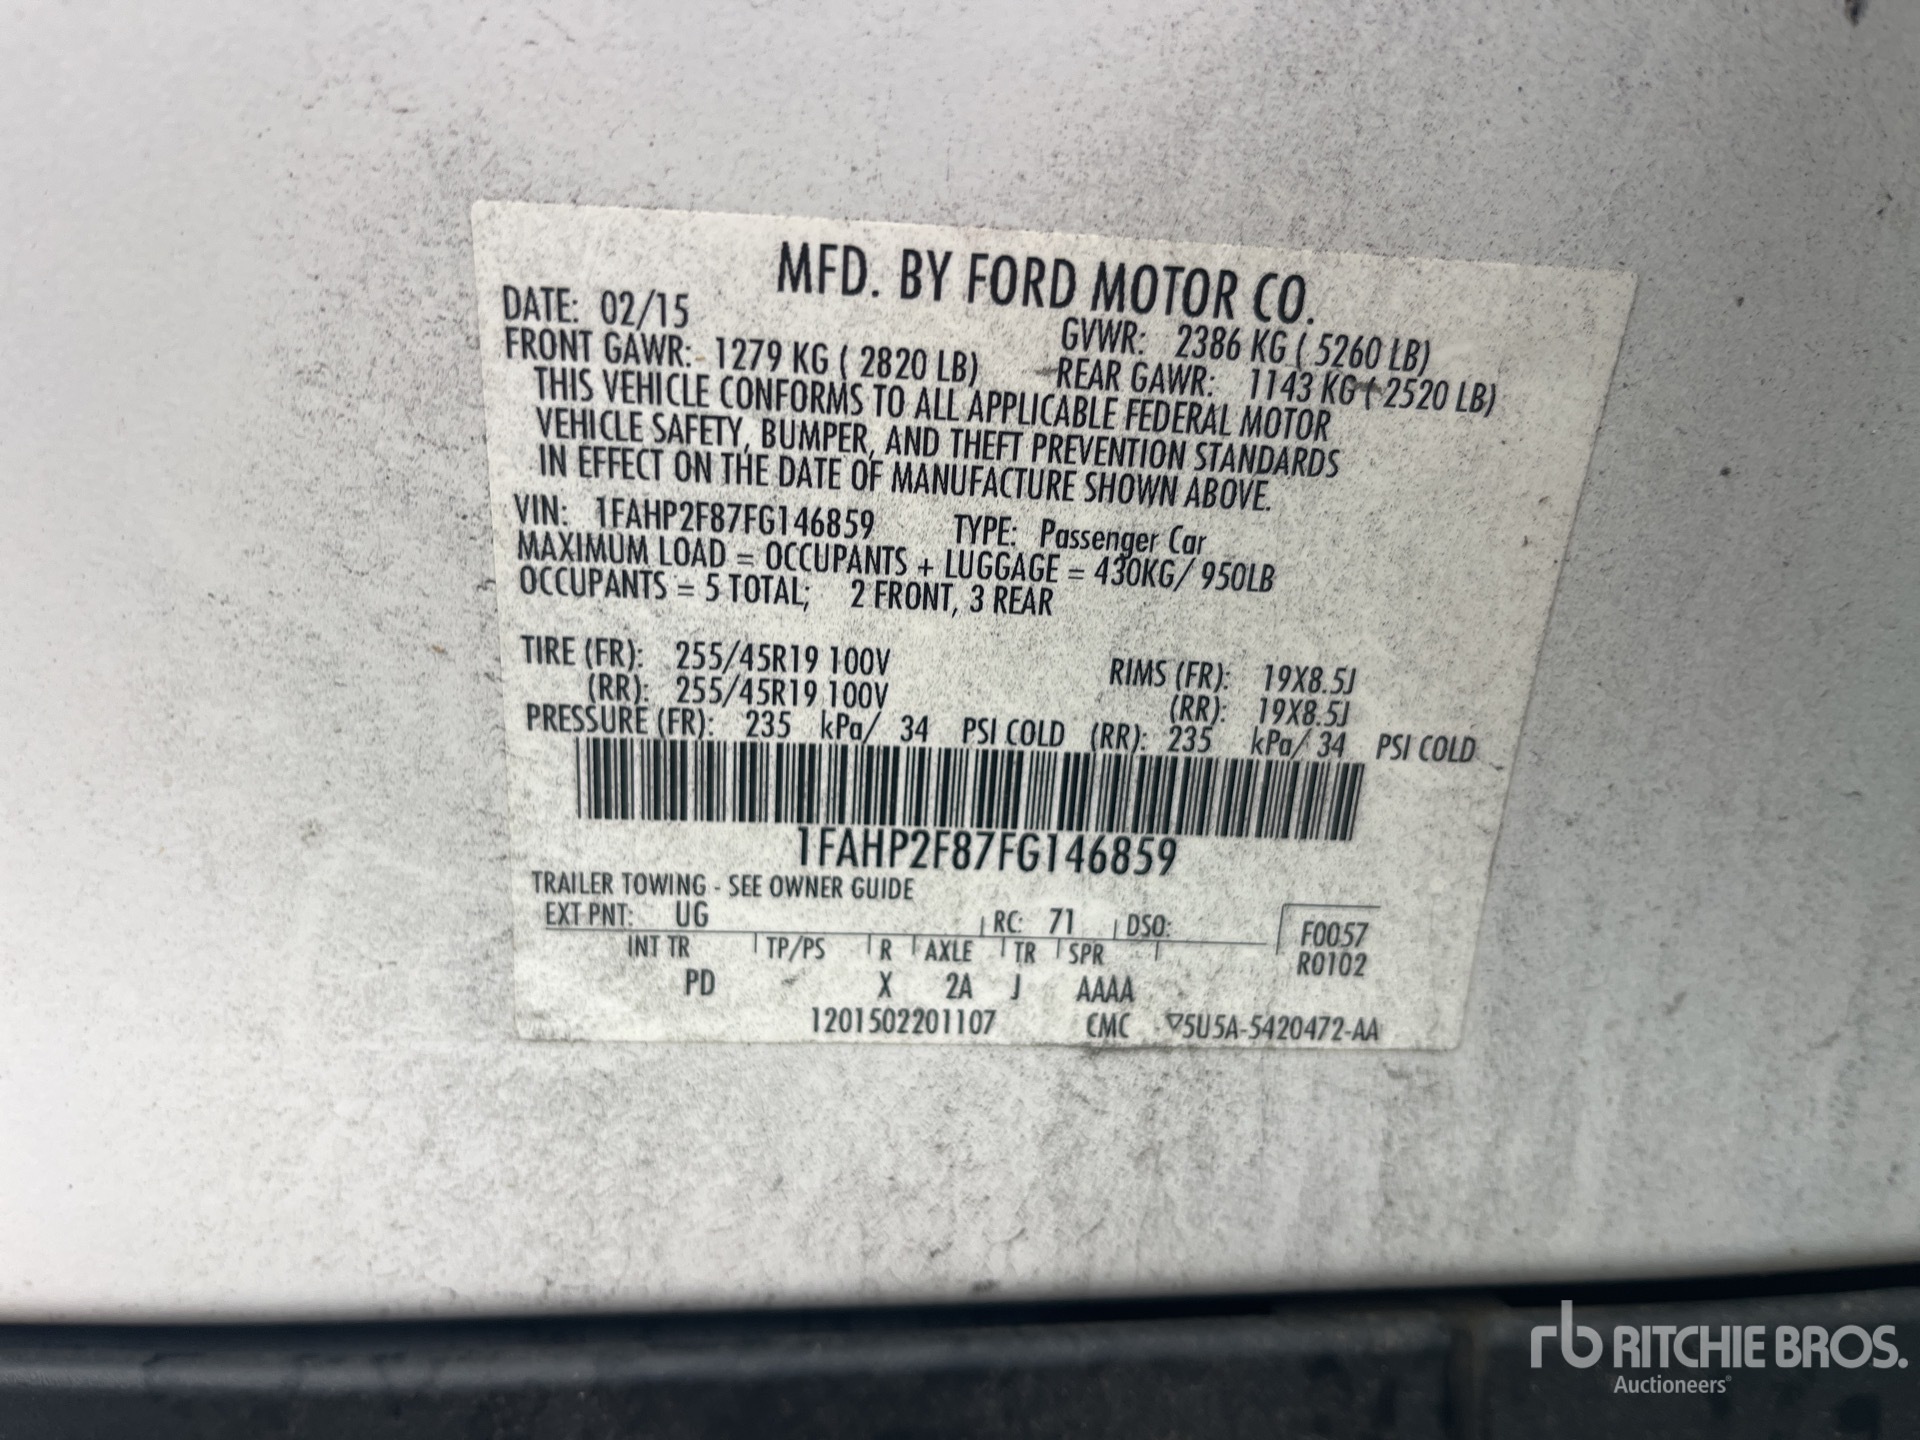 MFD. BY FORD MOTOR CO.
DATE: 02/15 GVWR: 2386 KG ( 5260 LB)
FRONT GAWR: 1279 KG ( 2820 LB) REAR GAWR: 1143 KG ( 2520 LB)
THIS VEHICLE CONFORMS TO ALL APPLICABLE FEDERAL MOTOR
VEHICLE SAFETY, BUMPER, AND THEFT PREVENTION STANDARDS
IN EFFECT ON THE DATE OF MANUFACTURE SHOWN ABOVE.
VIN: 1FAHP2F87FG146859 TYPE: Passenger Car
MAXIMUM LOAD = OCCUPANTS + LUGGAGE = 430KG/ 950LB
OCCUPANTS = 5 TOTAL; 2 FRONT, 3 REAR
TIRE (FR): 255/45R19 100V RIMS (FR): 19X8.5J
(RR): 255/45R19 100V (RR): 19X8.5J
PRESSURE (FR): 235 kPa/ 34 PSI COLD (RR): 235 kPa/ 34 PSI COLD
1FAHP2F87FG146859
TRAILER TOWING - SEE OWNER GUIDE
EXT PNT: UG RC: 71 DSO: F0057
INT TR TP/PS R AXLE TR SPR R0102
PD X 2A J AAAA
1201502201107 CMC ▽5U5A-5420472-AA
rb RITCHIE BROS.
Auctioneers®